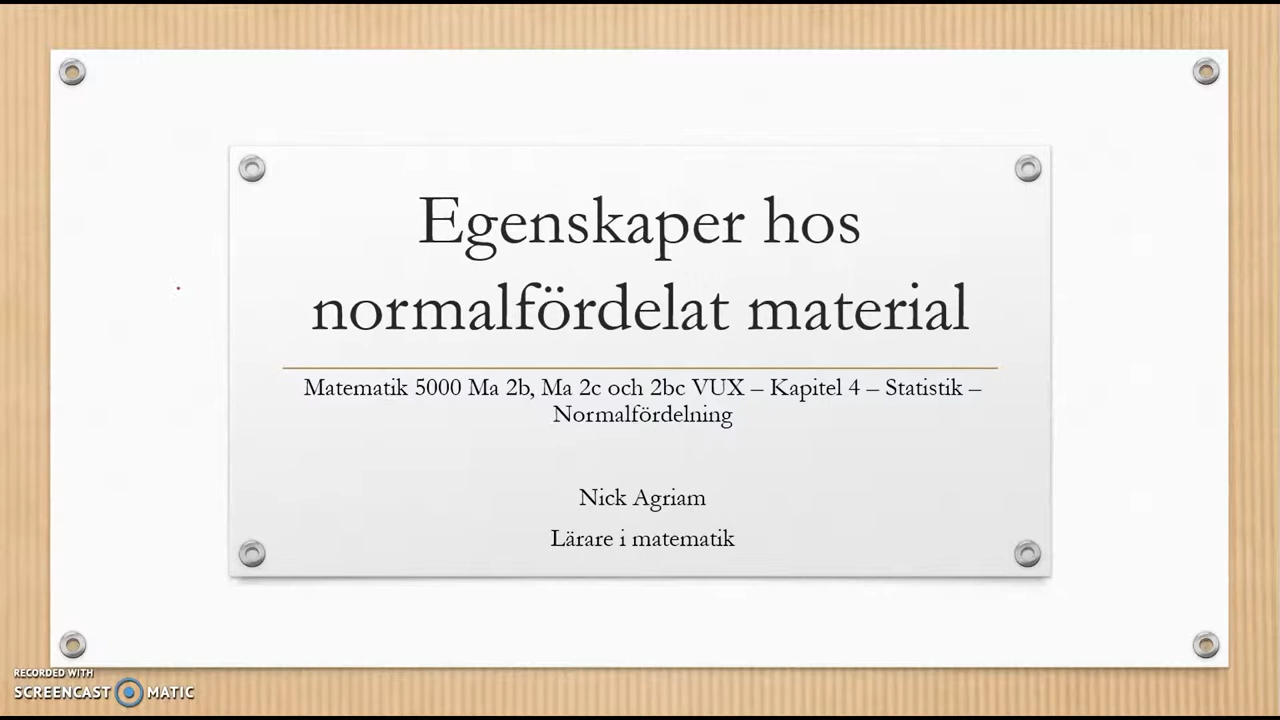 Egenskaper hos
normalfördelat material
Matematik 5000 Ma 2b, Ma 2c och 2bc VUX – Kapitel 4 – Statistik –
Normalfördelning
Nick Agriam
Lärare i matematik
RECORDED WITH
SCREENCAST MATIC